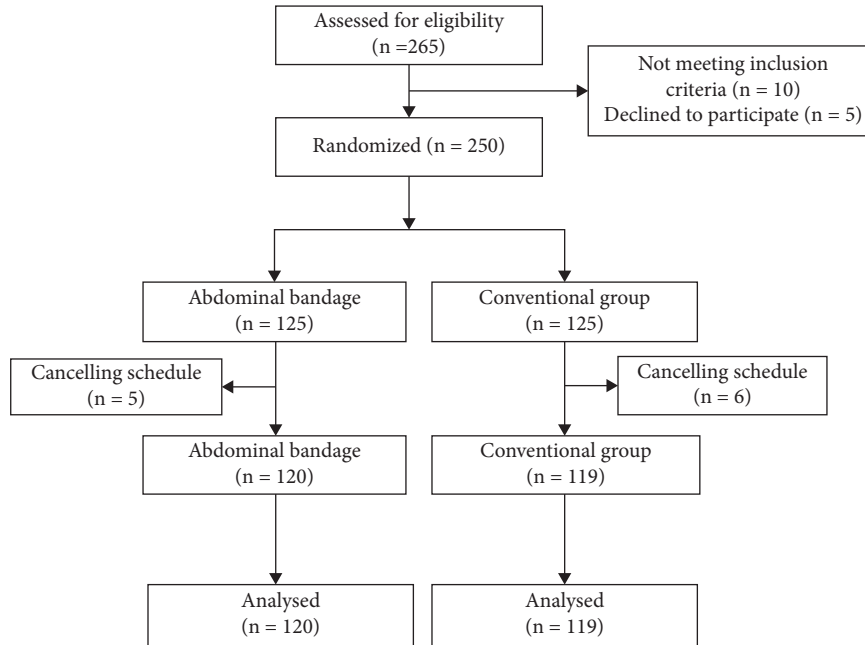 Assessed for eligibility
(n =265)
Not meeting inclusion
criteria (n = 10)
Declined to participate (n = 5)
Randomized (n = 250)
Abdominal bandage
(n = 125)
Conventional group
(n = 125)
Cancelling schedule
(n = 5)
Cancelling schedule
(n = 6)
Abdominal bandage
(n = 120)
Conventional group
(n = 119)
Analysed
(n = 120)
Analysed
(n = 119)